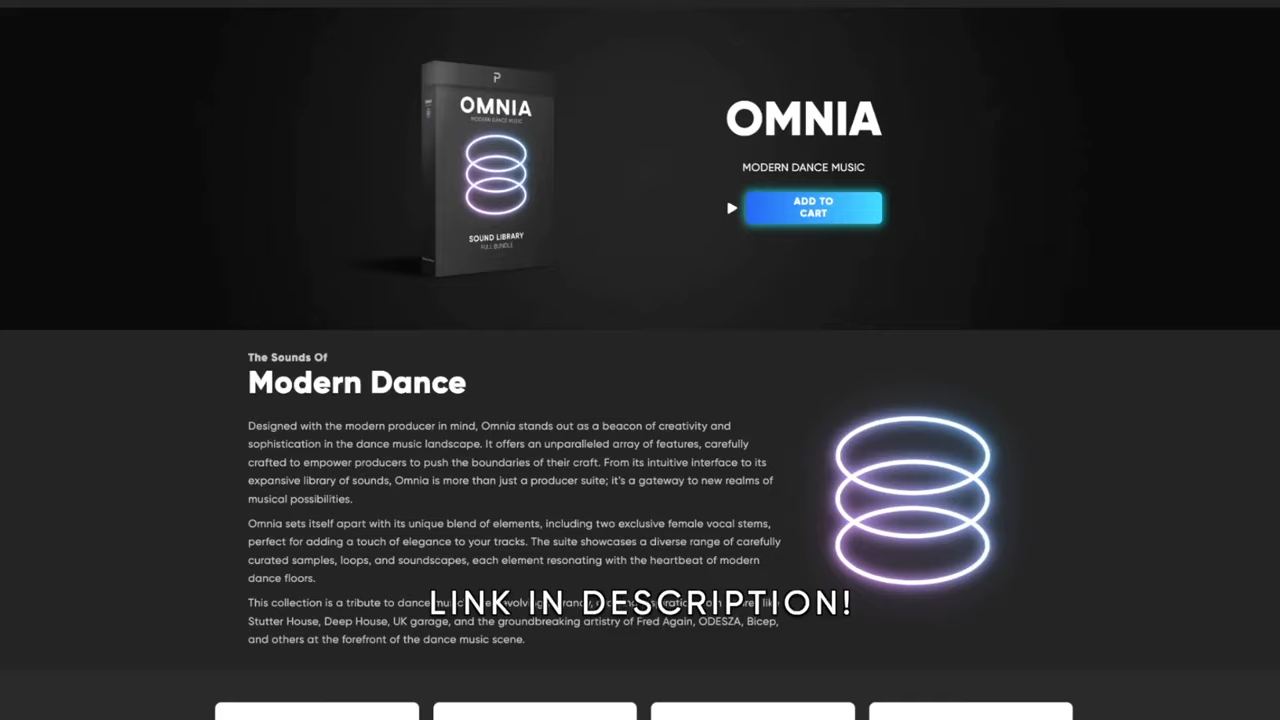 OMNIA
MODERN DANCE MUSIC
SOUND LIBRARY
FULL BUNDLE
OMNIA
MODERN DANCE MUSIC
ADD TO
CART
The Sounds Of
Modern Dance
Designed with the modern producer in mind, Omnia stands out as a beacon of creativity and
sophistication in the dance music landscape. It offers an unparalleled array of features, carefully
crafted to empower producers to push the boundaries of their craft. From its intuitive interface to its
expansive library of sounds, Omnia is more than just a producer suite; it's a gateway to new realms of
musical possibilities.
Omnia sets itself apart with its unique blend of elements, including two exclusive female vocal stems,
perfect for adding a touch of elegance to your tracks. The suite showcases a diverse range of carefully
curated samples, loops, and soundscapes, each element resonating with the heartbeat of modern
dance floors.
This collection is a tribute to dance
LINK IN DESCRIPTION!
Stutter House, Deep House, UK garage, and the groundbreaking artistry of Fred Again, ODESZA, Bicep,
and others at the forefront of the dance music scene.